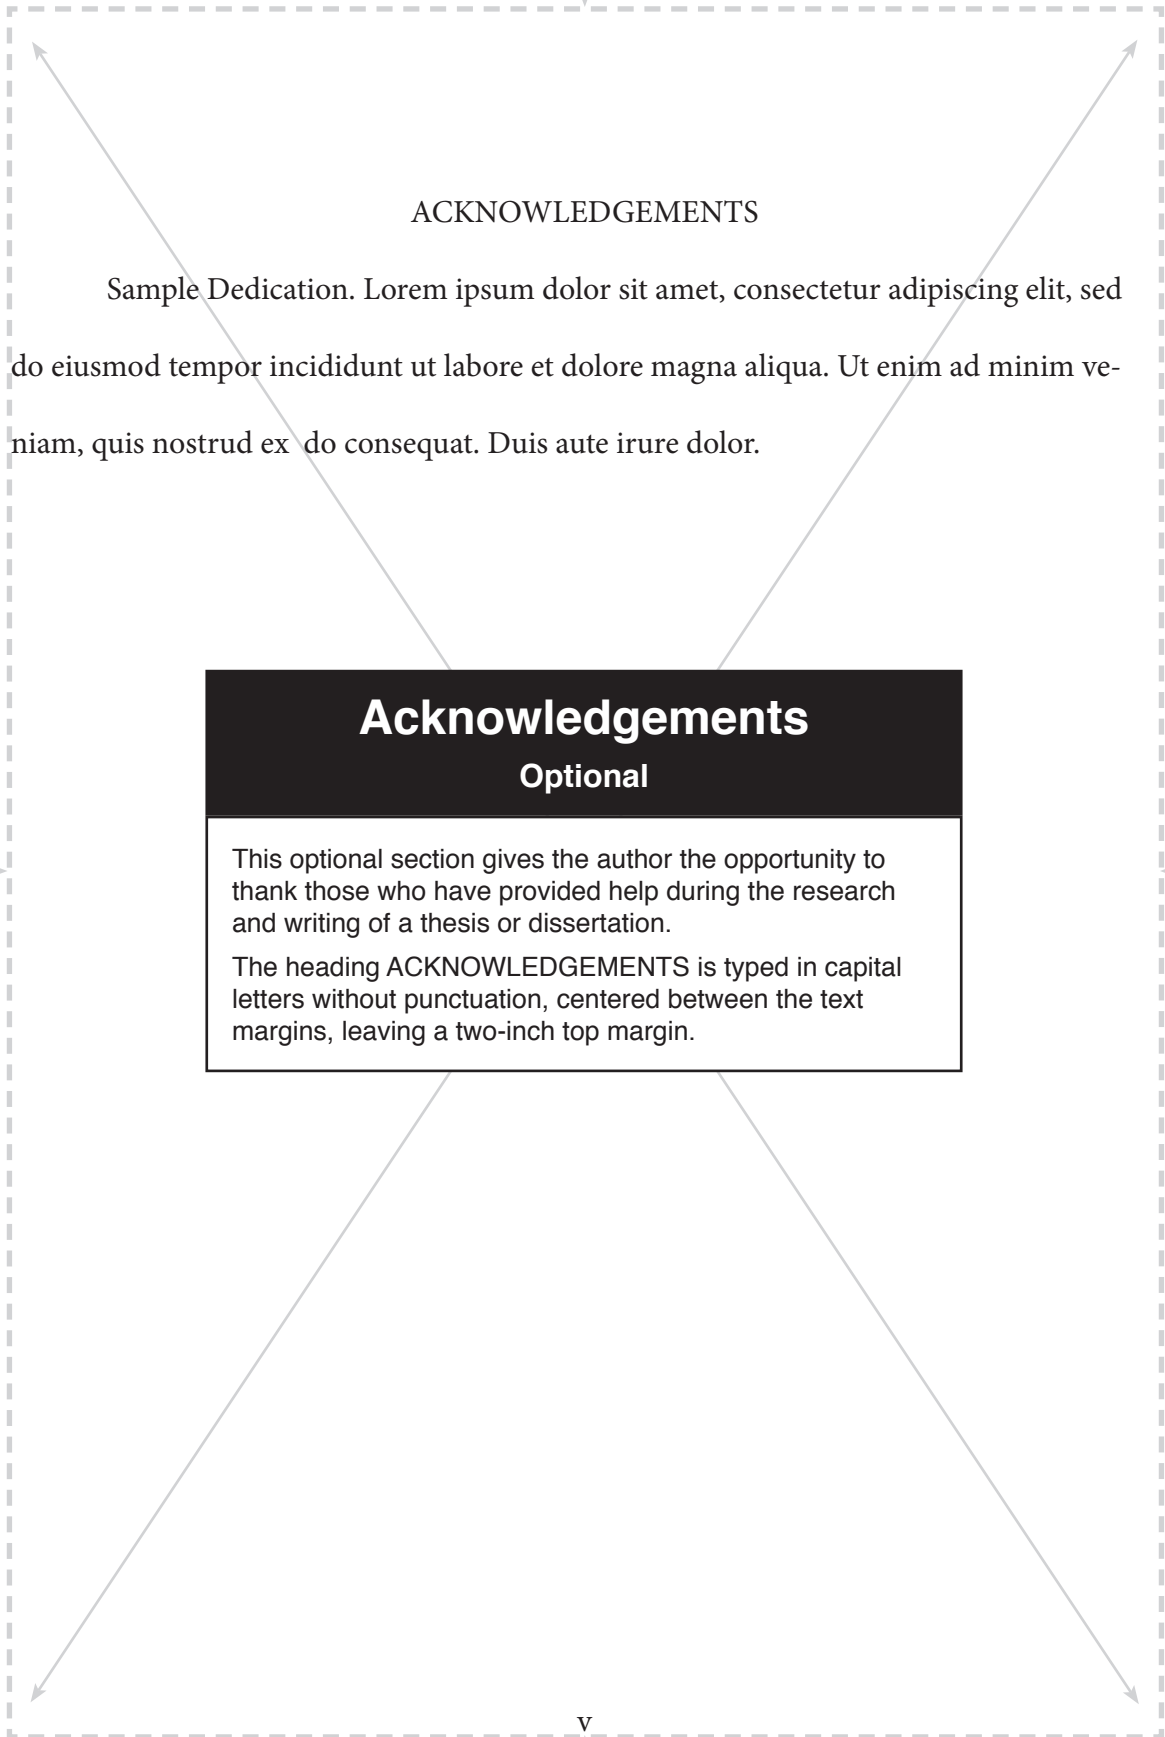 ACKNOWLEDGEMENTS
Sample Dedication. Lorem ipsum dolor sit amet, consectetur adipiscing elit, sed
do eiusmod tempor incididunt ut labore et dolore magna aliqua. Ut enim ad minim ve-
niam, quis nostrud ex  do consequat. Duis aute irure dolor.
Acknowledgements
Optional
This optional section gives the author the opportunity to
thank those who have provided help during the research
and writing of a thesis or dissertation.
The heading ACKNOWLEDGEMENTS is typed in capital
letters without punctuation, centered between the text
margins, leaving a two-inch top margin.
v